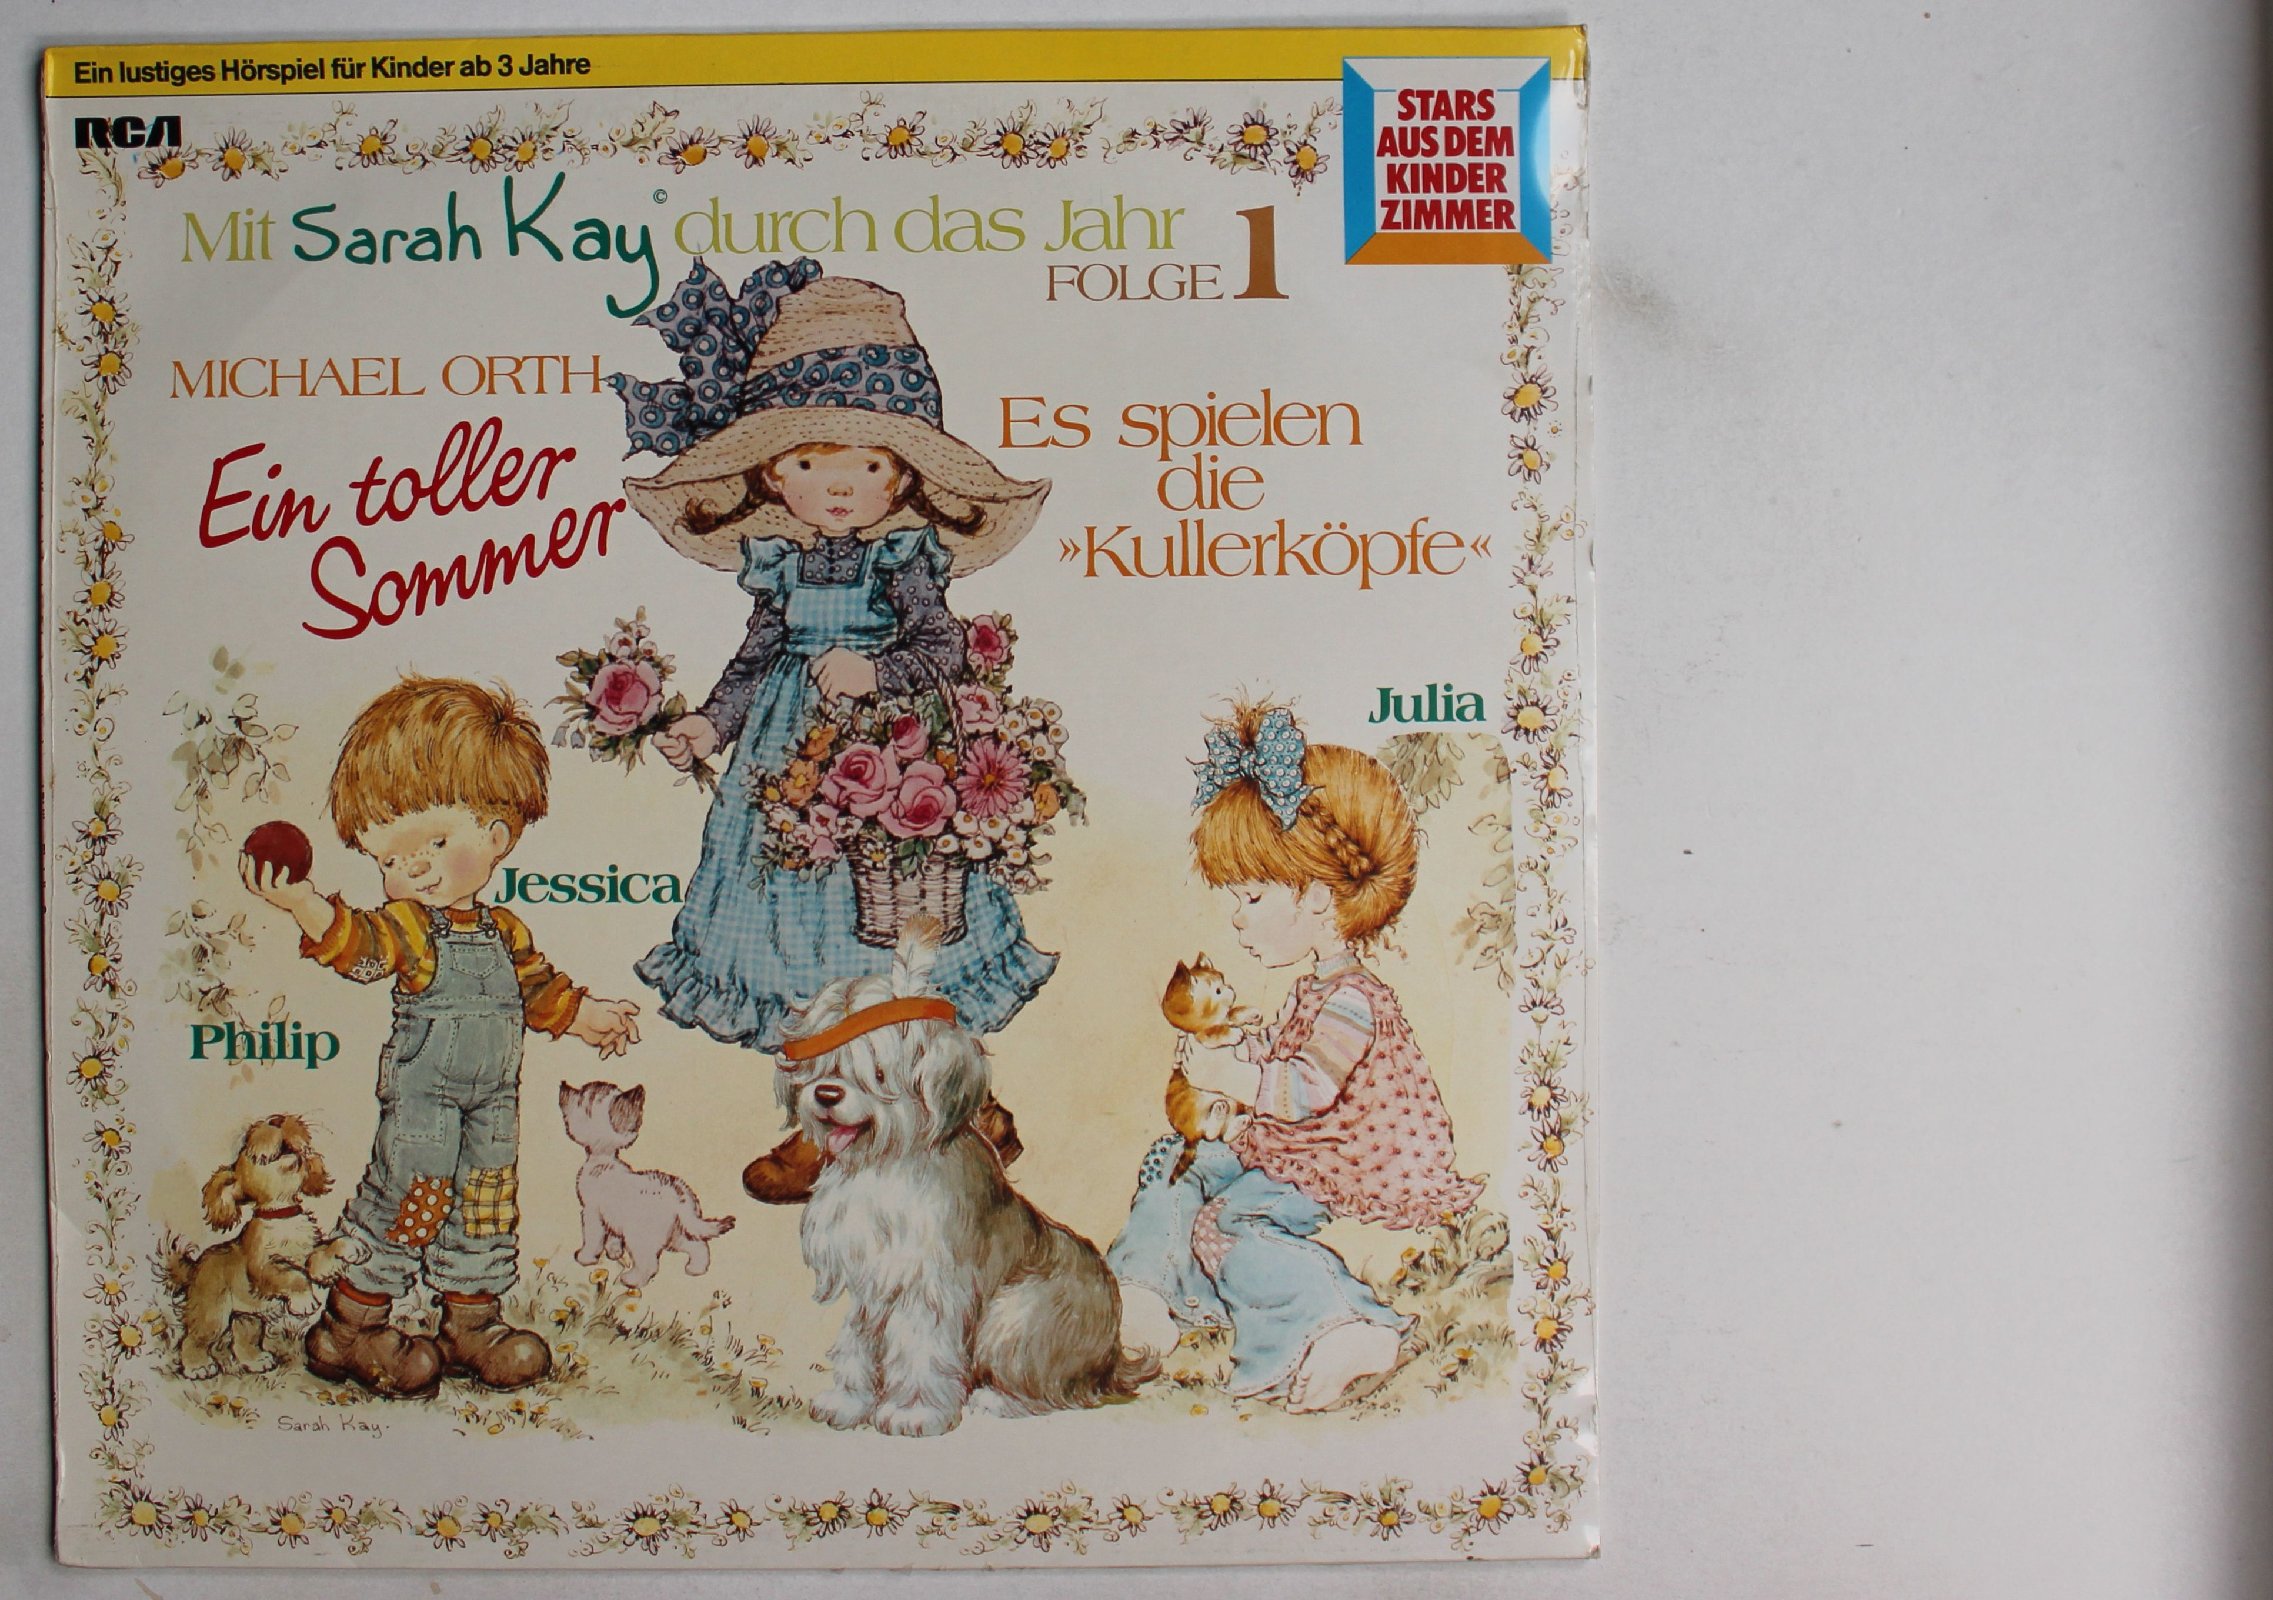 Ein lustiges Hörspiel für Kinder ab 3 Jahre
RCA
STARS
AUS DEM
KINDER
ZIMMER
Mit Sarah Kay © durch das Jahr
FOLGE 1
MICHAEL ORTH
Ein toller
Sommer
Es spielen
die
»Kullerköpfe«
Julia
Jessica
Philip
Sarah Kay.